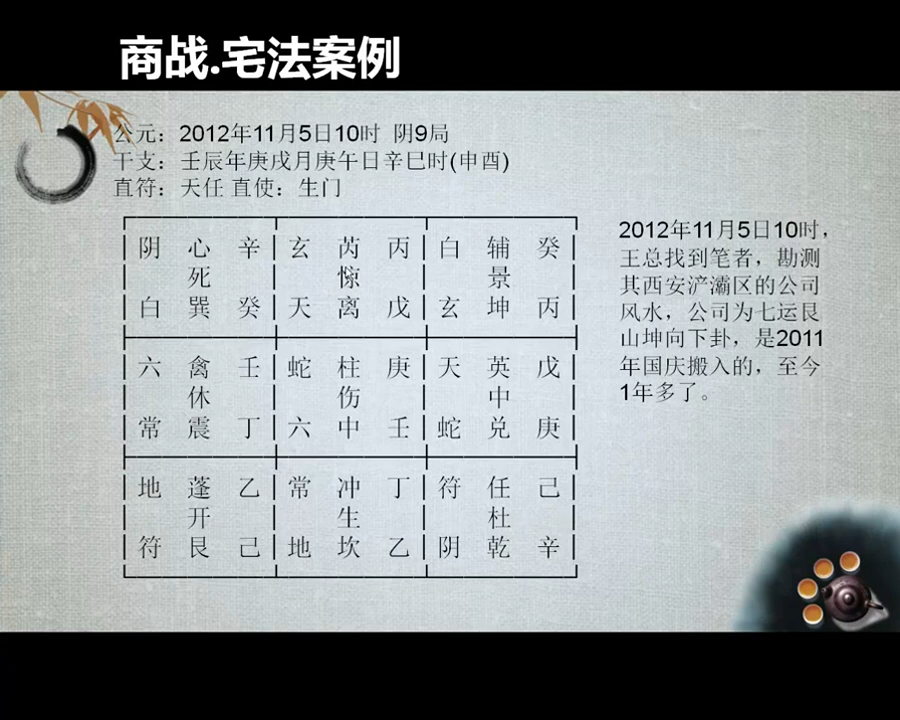 商战.宅法案例
公元：2012年11月5日10时 阴9局
干支：壬辰年庚戌月庚午日辛巳时(申酉)
直符：天任 直使：生门
阴 心 辛 玄 芮 丙 白 辅 癸
死 惊 景
白 巽 癸 天 离 戊 玄 坤 丙
六 禽 壬 蛇 柱 庚 天 英 戊
休 伤 中
常 震 丁 六 中 壬 蛇 兑 庚
地 蓬 乙 常 冲 丁 符 任 己
开 生 杜
符 艮 己 地 坎 乙 阴 乾 辛
2012年11月5日10时，
王总找到笔者，勘测
其西安浐灞区的公司
风水，公司为七运艮
山坤向下卦，是2011
年国庆搬入的，至今
1年多了。